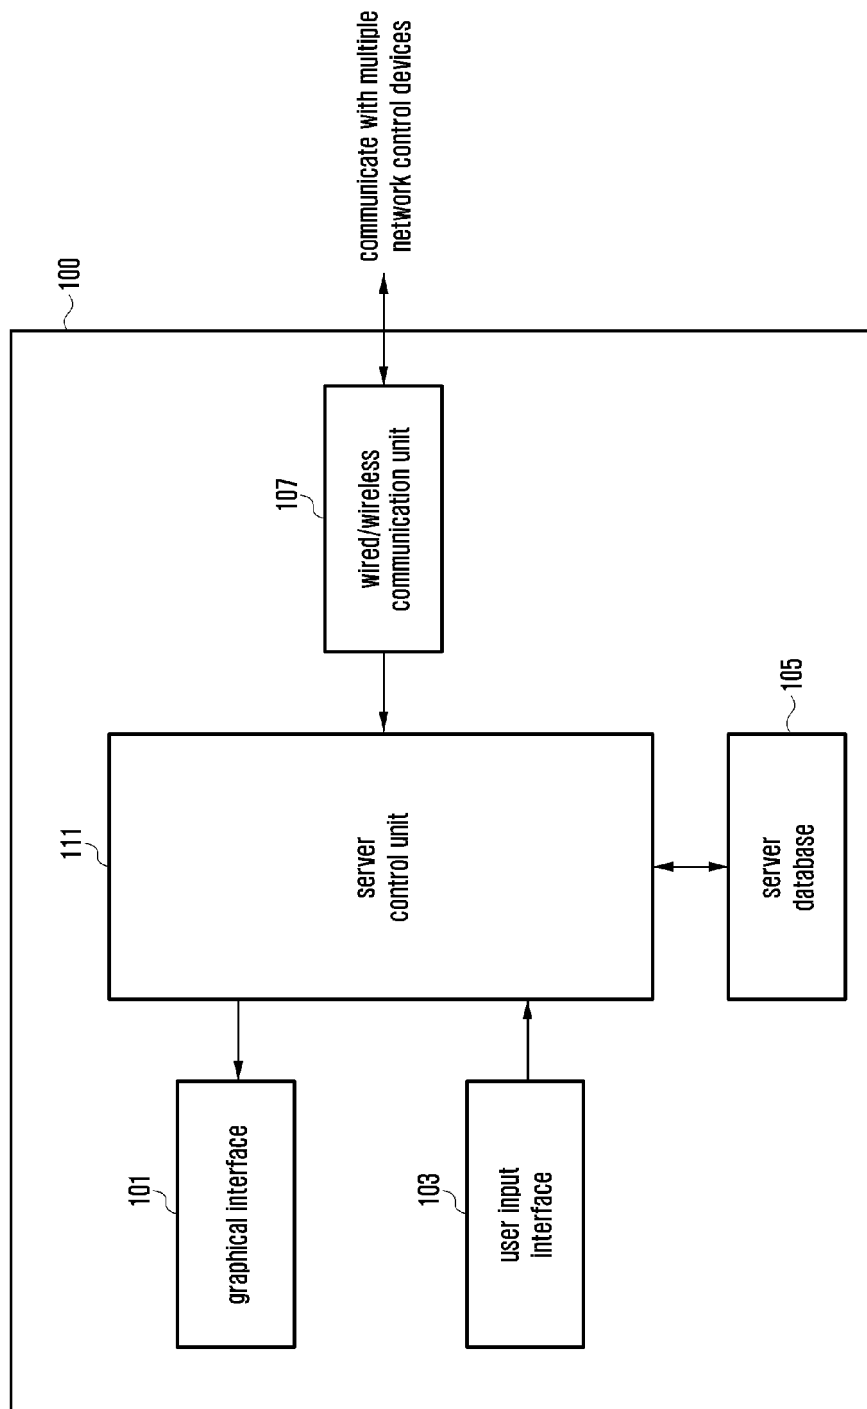 100
communicate with multiple
network control devices
101
graphical interface
111
server
control unit
107
wired/wireless
communication unit
103
user input
interface
105
server
database